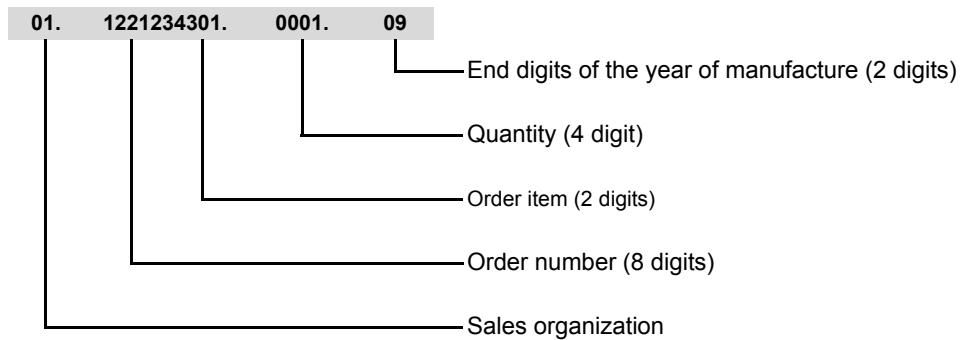 01. 1221234301. 0001. 09
End digits of the year of manufacture (2 digits)
Quantity (4 digit)
Order item (2 digits)
Order number (8 digits)
Sales organization